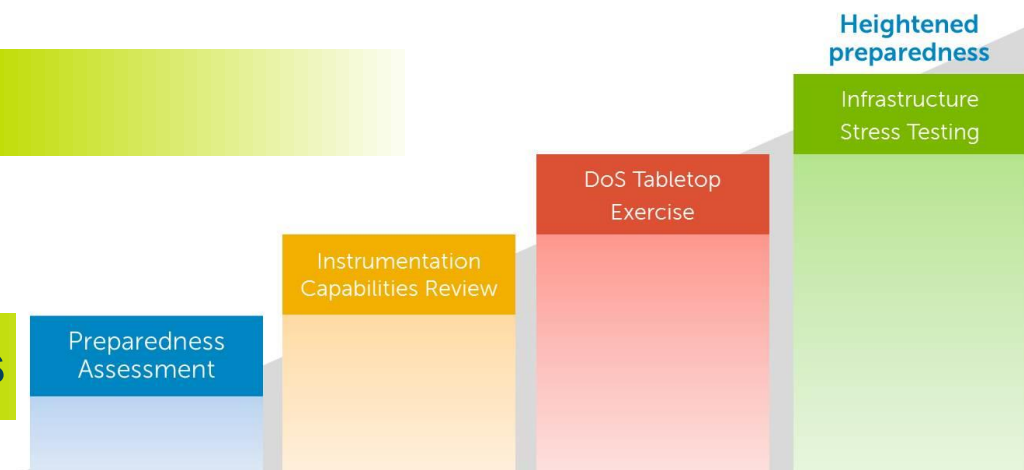 Heightened
preparedness
Infrastructure
Stress Testing
DoS Tabletop
Exercise
Instrumentation
Capabilities Review
Preparedness
Assessment